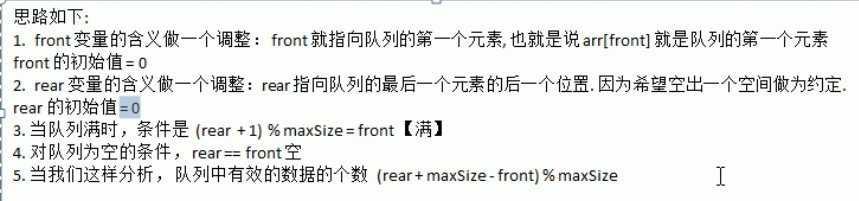 思路如下:
1. front 变量的含义做一个调整： front 就指向队列的第一个元素, 也就是说 arr[front] 就是队列的第一个元素
front 的初始值 = 0
2. rear 变量的含义做一个调整：rear 指向队列的最后一个元素的后一个位置. 因为希望空出一个空间做为约定.
rear 的初始值 = 0
3. 当队列满时，条件是 (rear + 1) % maxSize = front 【满】
4. 对队列为空的条件， rear == front 空
5. 当我们这样分析， 队列中有效的数据的个数 (rear + maxSize - front) % maxSize